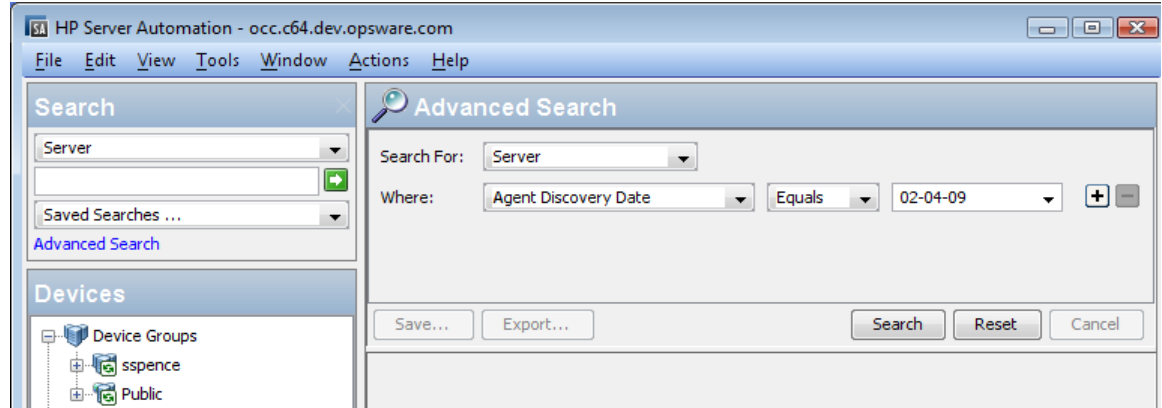 SA HP Server Automation - occ.c64.dev.opsware.com
File Edit View Tools Window Actions Help
Search
Server
Saved Searches ...
Advanced Search
Devices
Device Groups
sspence
Public
Advanced Search
Search For: Server
Where: Agent Discovery Date Equals 02-04-09
Save... Export... Search Reset Cancel